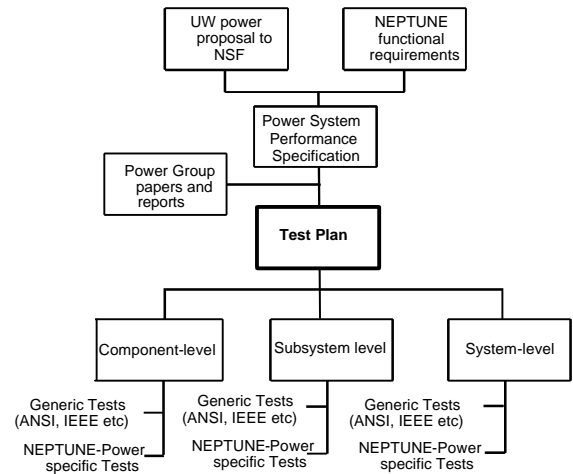 UW power
proposal to
NSF
NEPTUNE
functional
requirements
Power System
Performance
Specification
Power Group
papers and
reports
Test Plan
Component-level
Subsystem level
System-level
Generic Tests
(ANSI, IEEE etc)
NEPTUNE-Power
specific Tests
Generic Tests
(ANSI, IEEE etc)
NEPTUNE-Power
specific Tests
Generic Tests
(ANSI, IEEE etc)
NEPTUNE-Power
specific Tests